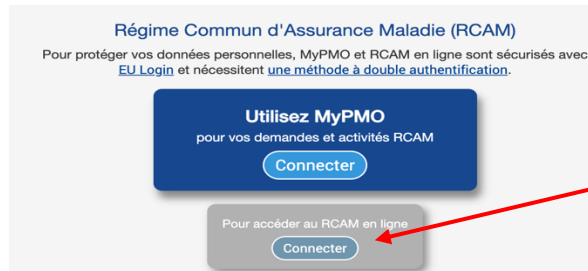 Régime Commun d'Assurance Maladie (RCAM)
Pour protéger vos données personnelles, MyPMO et RCAM en ligne sont sécurisés avec
EU Login et nécessitent une méthode à double authentification.
Utilisez MyPMO
pour vos demandes et activités RCAM
Connecter
Pour accéder au RCAM en ligne
Connecter